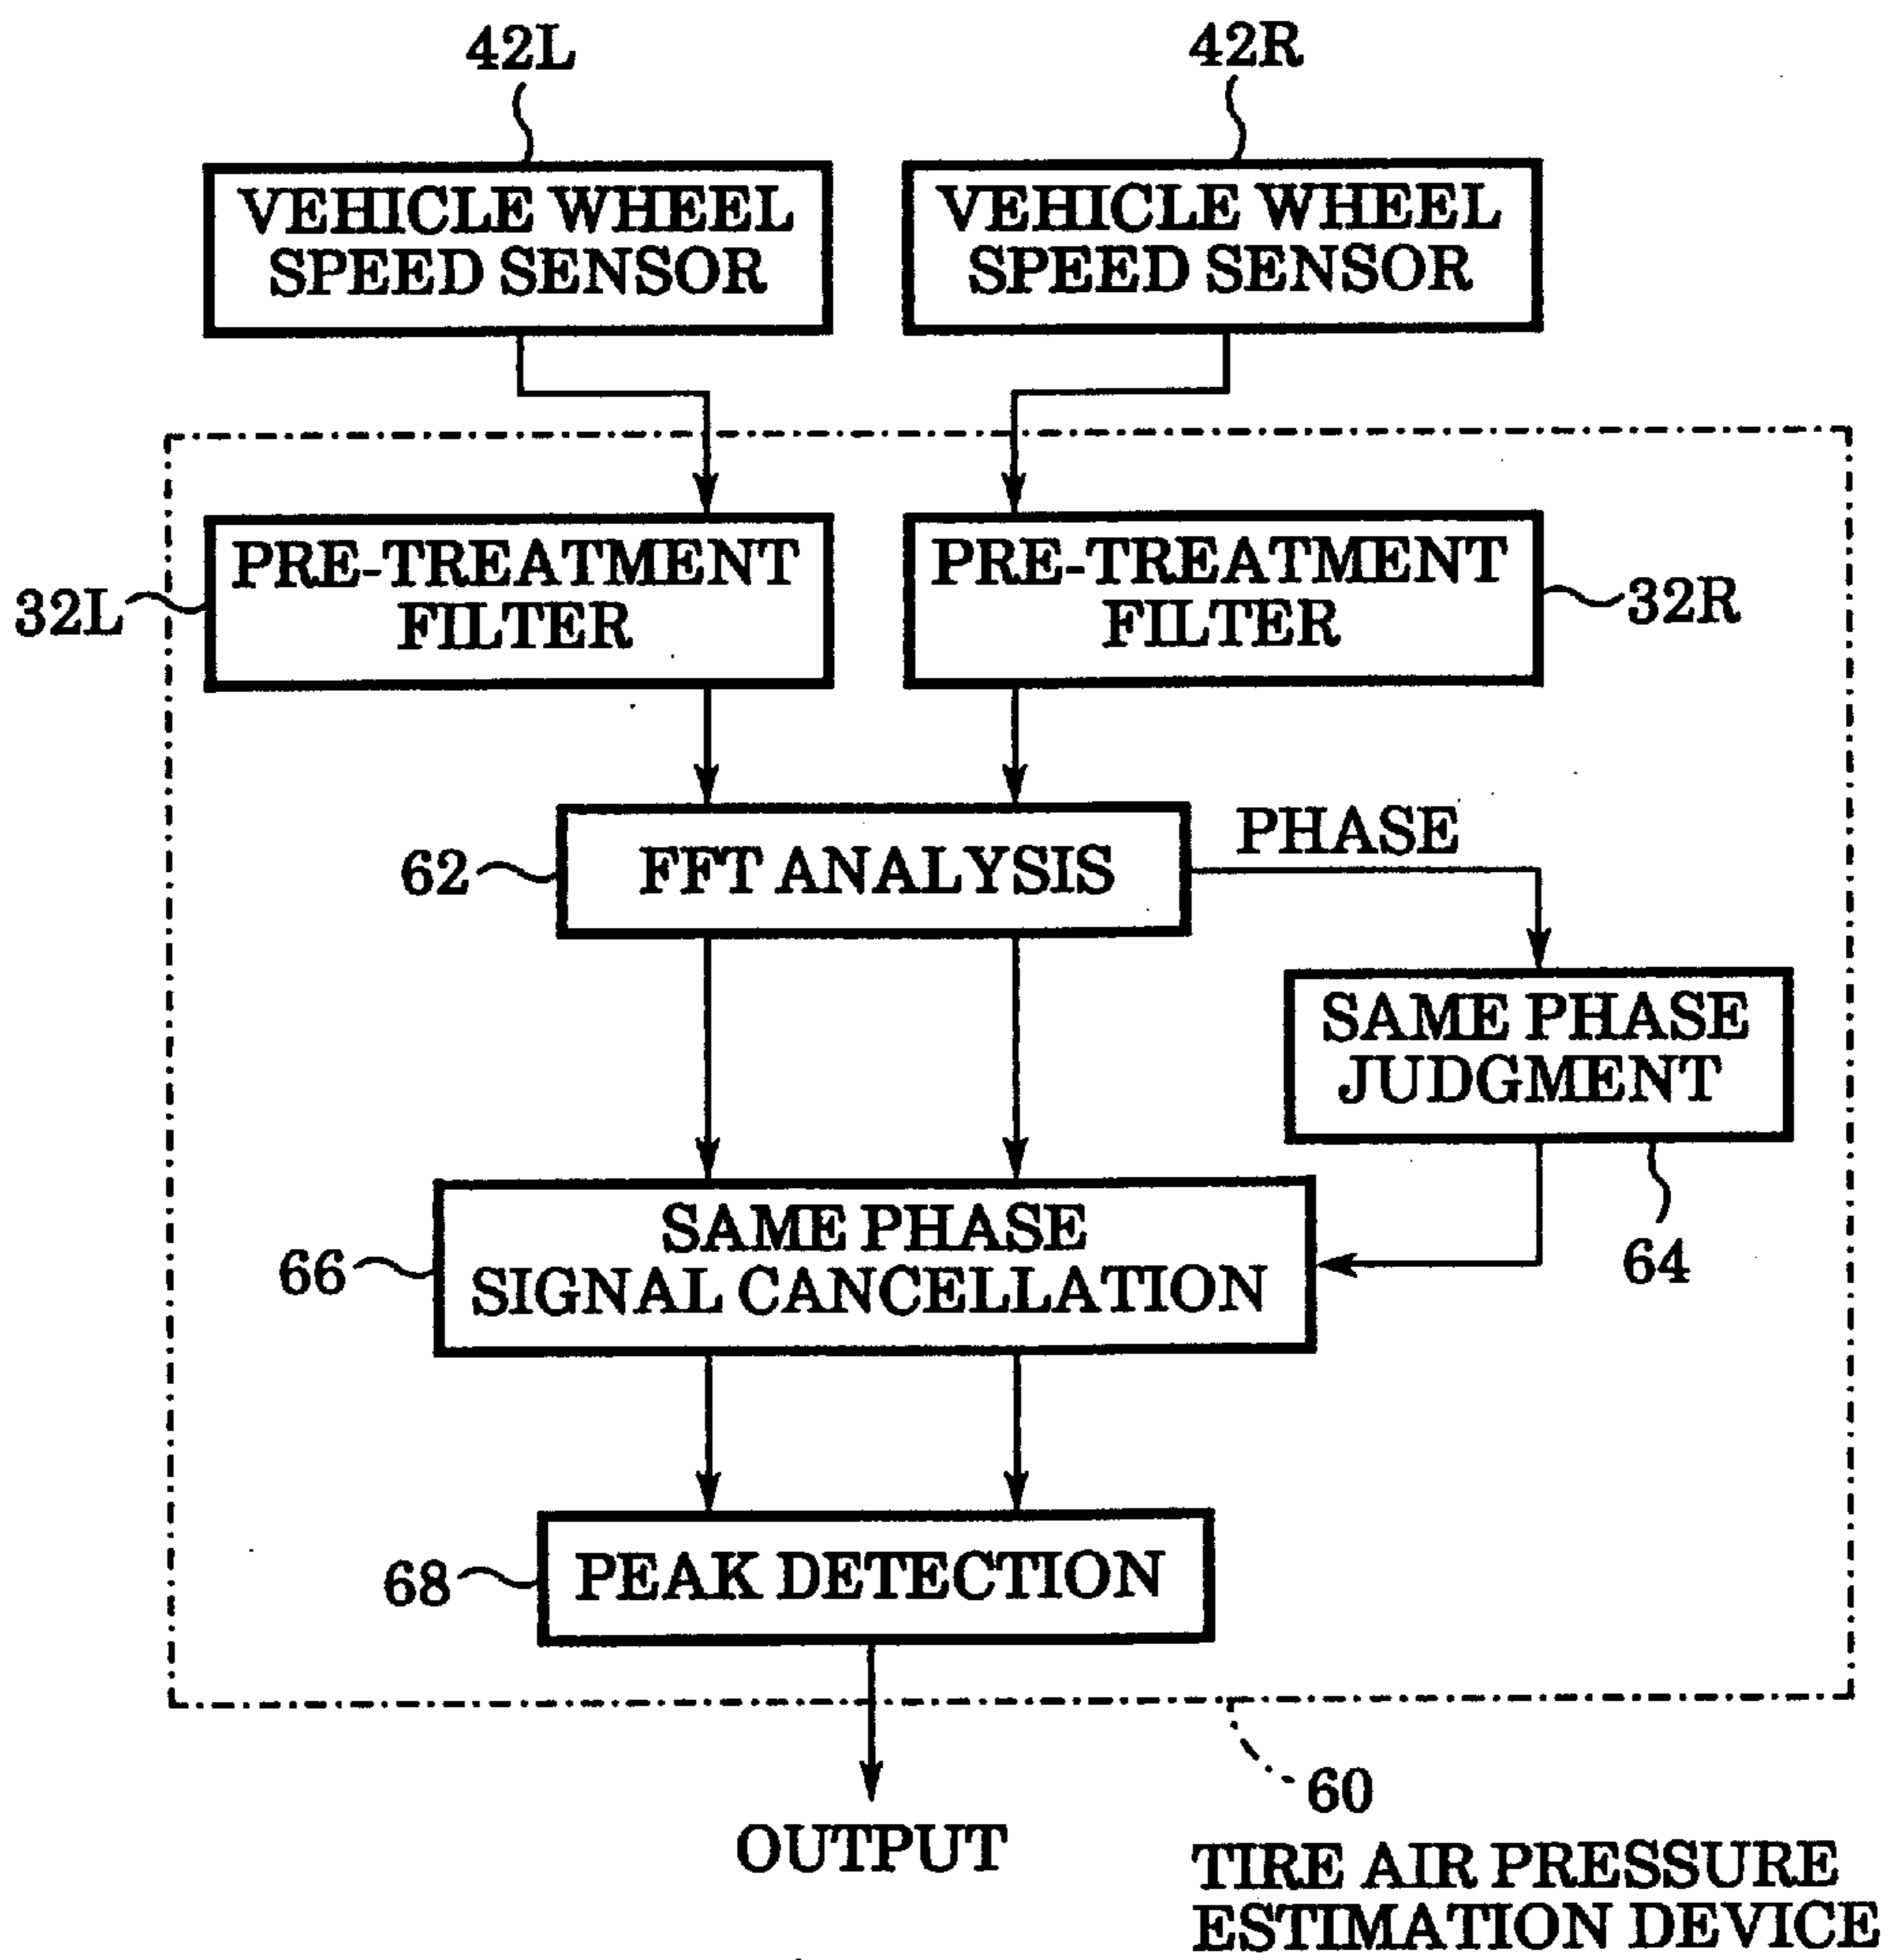 42L
42R
VEHICLE WHEEL
SPEED SENSOR
VEHICLE WHEEL
SPEED SENSOR
PRE-TREATMENT
FILTER
PRE-TREATMENT
FILTER
32L
32R
FFT ANALYSIS
62
PHASE
SAME PHASE
JUDGMENT
64
SAME PHASE
SIGNAL CANCELLATION
66
PEAK DETECTION
68
OUTPUT
60
TIRE AIR PRESSURE
ESTIMATION DEVICE